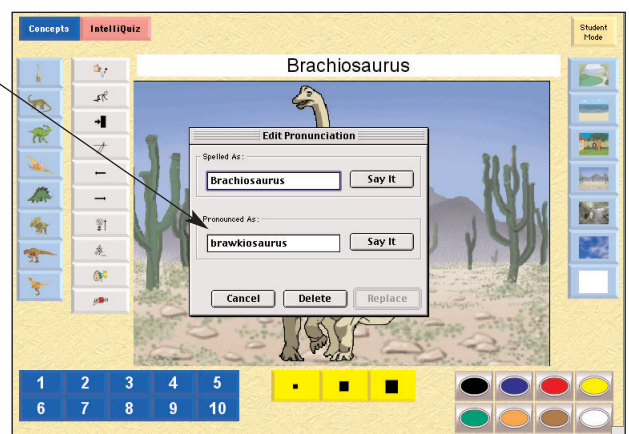 Concepts IntelliQuiz
Student
Mode
Brachiosaurus
Edit Pronunciation
Spelled As:
Brachiosaurus Say It
Pronounced As:
brawkiosaurus Say It
Cancel Delete Replace
1 2 3 4 5
6 7 8 9 10